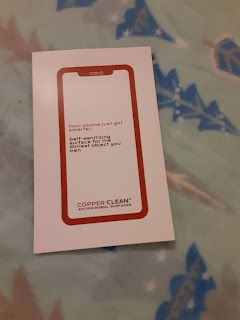 Your phone just got
smarter.
Self-sanitizing
surface for the
dirtiest object you
own.
COPPER CLEAN™
ANTIMICROBIAL SURFACES